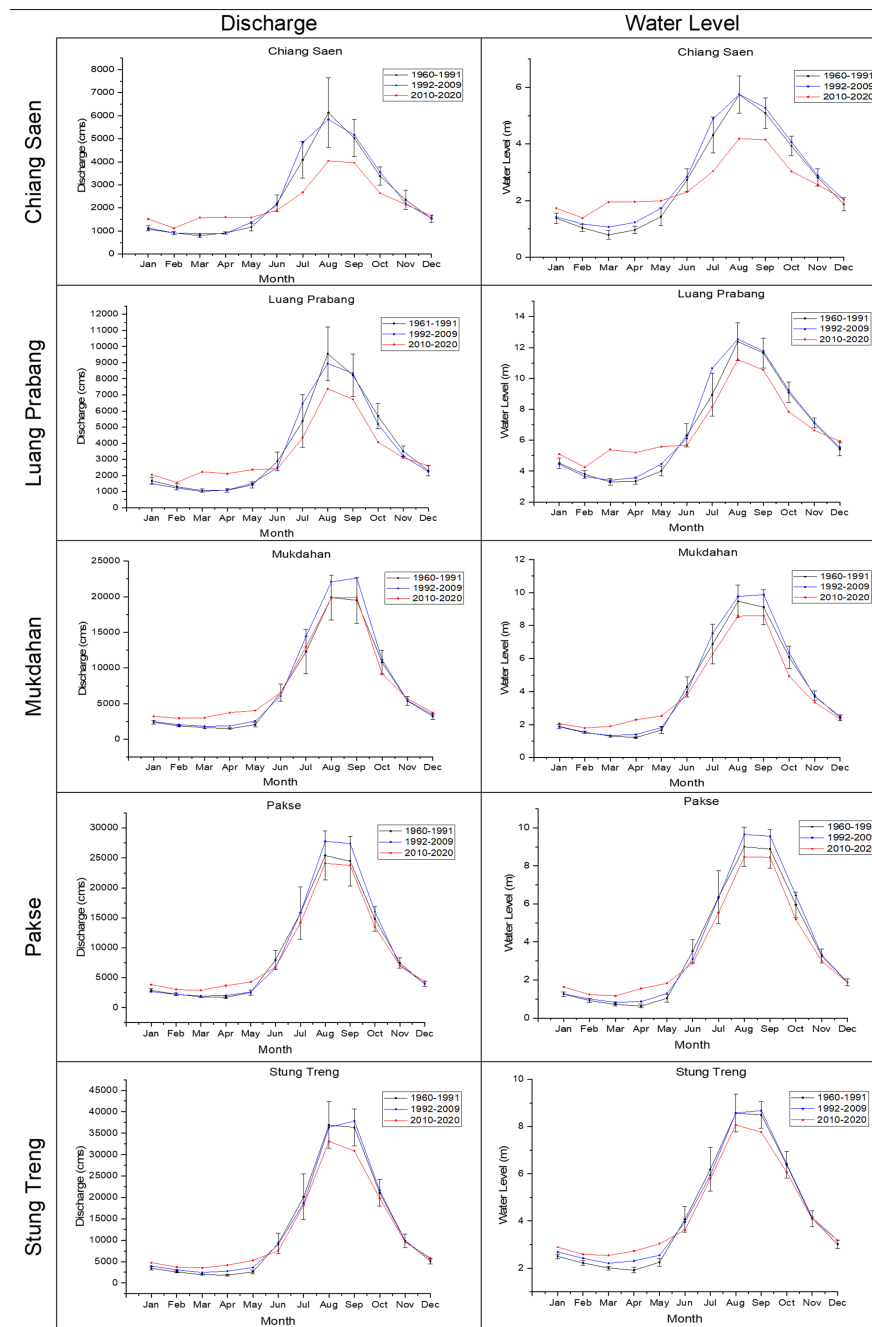 Discharge
Water Level
Chiang Saen
Chiang Saen
Discharge (cms)
8000
7000
6000
5000
4000
3000
2000
1000
0
1960-1991
1992-2009
2010-2020
Jan Feb Mar Apr May Jun Jul Aug Sep Oct Nov Dec
Month
Chiang Saen
Water Level (m)
6
4
2
0
1960-1991
1992-2009
2010-2020
Jan Feb Mar Apr May Jun Jul Aug Sep Oct Nov Dec
Month
Luang Prabang
Luang Prabang
Discharge (cms)
12000
11000
10000
9000
8000
7000
6000
5000
4000
3000
2000
1000
0
1961-1991
1992-2009
2010-2020
Jan Feb Mar Apr May Jun Jul Aug Sep Oct Nov Dec
Month
Luang Prabang
Water Level (m)
14
12
10
8
6
4
2
1960-1991
1992-2009
2010-2020
Jan Feb Mar Apr May Jun Jul Aug Sep Oct Nov Dec
Month
Mukdahan
Mukdahan
Discharge (cms)
25000
20000
15000
10000
5000
0
1960-1991
1992-2009
2010-2020
Jan Feb Mar Apr May Jun Jul Aug Sep Oct Nov Dec
Month
Mukdahan
Water Level (m)
12
10
8
6
4
2
0
1960-1991
1992-2009
2010-2020
Jan Feb Mar Apr May Jun Jul Aug Sep Oct Nov Dec
Month
Pakse
Pakse
Discharge (cms)
30000
25000
20000
15000
10000
5000
0
1960-1991
1992-2009
2010-2020
Jan Feb Mar Apr May Jun Jul Aug Sep Oct Nov Dec
Month
Pakse
Water Level (m)
10
8
6
4
2
0
1960-199
1992-200
2010-202
Jan Feb Mar Apr May Jun Jul Aug Sep Oct Nov Dec
Month
Stung Treng
Stung Treng
Discharge (cms)
45000
40000
35000
30000
25000
20000
15000
10000
5000
0
1960-1991
1992-2009
2010-2020
Jan Feb Mar Apr May Jun Jul Aug Sep Oct Nov Dec
Month
Stung Treng
Water Level (m)
10
8
6
4
2
1960-1991
1992-2009
2010-2020
Jan Feb Mar Apr May Jun Jul Aug Sep Oct Nov Dec
Month